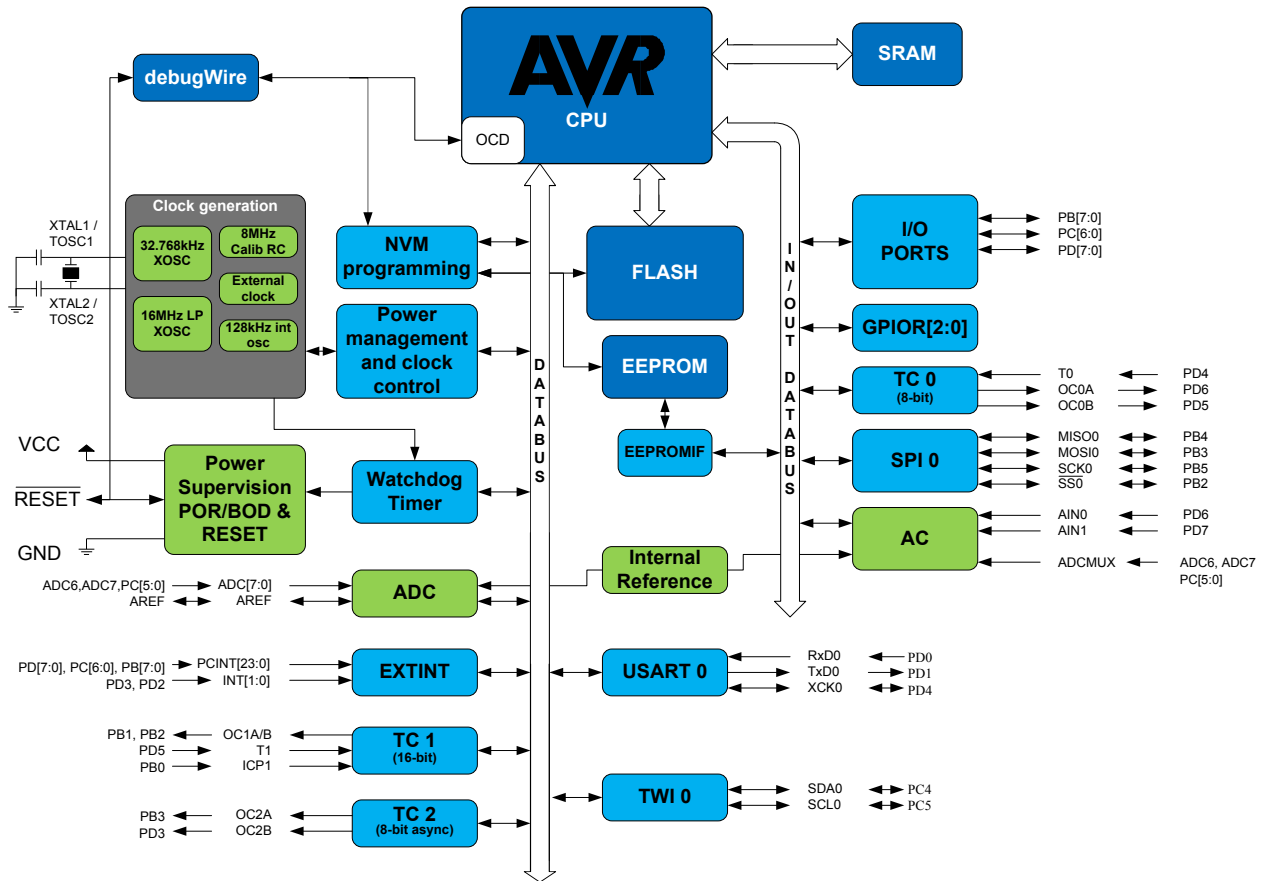 AVR
CPU
OCD
SRAM
debugWire
Clock generation
XTAL1 /
TOSC1
XTAL2 /
TOSC2
32.768kHz
XOSC
8MHz
Calib RC
External
clock
16MHz LP
XOSC
128kHz int
osc
NVM
programming
Power
management
and clock
control
FLASH
EEPROM
EEPROMIF
DATABUS
IN/OUT DATABUS
I/O
PORTS
PB[7:0]
PC[6:0]
PD[7:0]
GPIOR[2:0]
TC 0
(8-bit)
T0 PD4
OC0A PD6
OC0B PD5
SPI 0
MISO0 PB4
MOSI0 PB3
SCK0 PB5
SS0 PB2
AC
AIN0 PD6
AIN1 PD7
ADCMUX ADC6, ADC7
PC[5:0]
VCC
RESET
GND
Power
Supervision
POR/BOD &
RESET
Watchdog
Timer
Internal
Reference
ADC6,ADC7,PC[5:0] ADC[7:0]
AREF AREF
ADC
PD[7:0], PC[6:0], PB[7:0] PCINT[23:0]
PD3, PD2 INT[1:0]
EXTINT
USART 0
RxD0 PD0
TxD0 PD1
XCK0 PD4
PB1, PB2 OC1A/B
PD5 T1
PB0 ICP1
TC 1
(16-bit)
TWI 0
SDA0 PC4
SCL0 PC5
PB3 OC2A
PD3 OC2B
TC 2
(8-bit async)